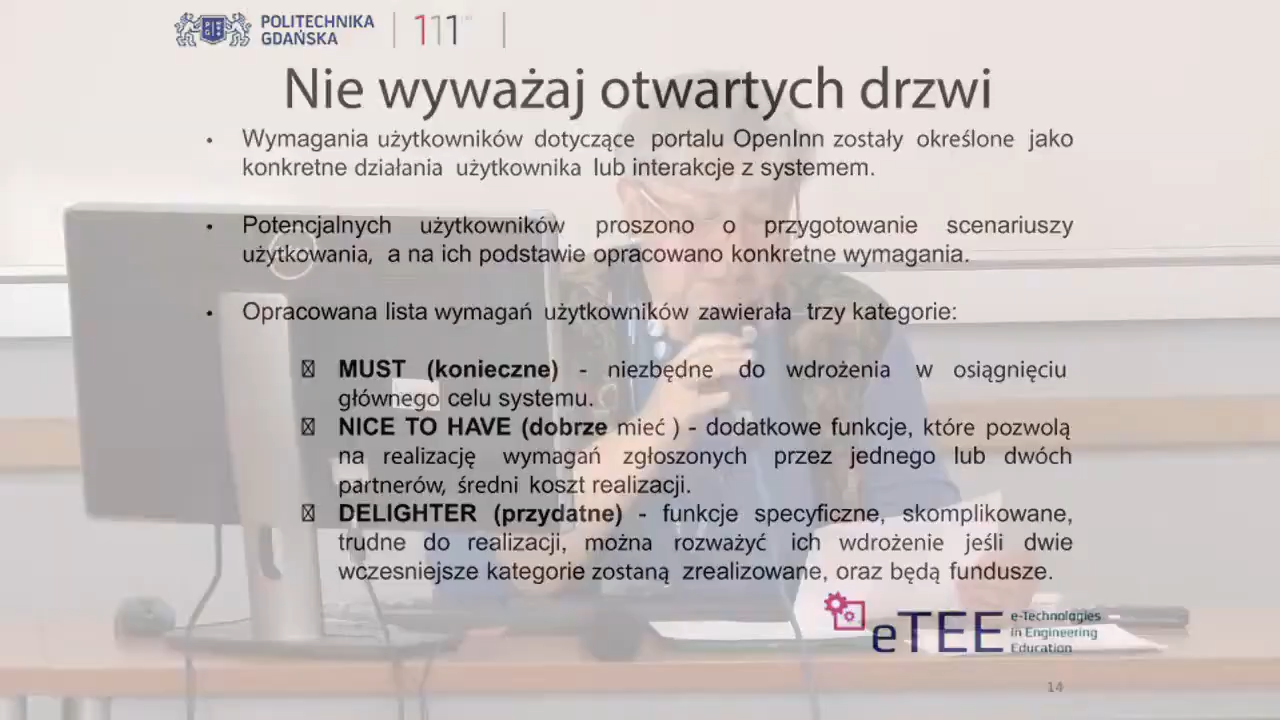 POLITECHNIKA
GDAŃSKA
111
Nie wyważaj otwartych drzwi
• Wymagania użytkowników dotyczące portalu OpenInn zostały określone jako
konkretne działania użytkownika lub interakcje z systemem.
• Potencjalnych użytkowników proszono o przygotowanie scenariuszy
użytkowania, a na ich podstawie opracowano konkretne wymagania.
• Opracowana lista wymagań użytkowników zawierała trzy kategorie:
MUST (konieczne) - niezbędne do wdrożenia w osiągnięciu
głównego celu systemu.
NICE TO HAVE (dobrze mieć ) - dodatkowe funkcje, które pozwolą
na realizację wymagań zgłoszonych przez jednego lub dwóch
partnerów, średni koszt realizacji.
DELIGHTER (przydatne) - funkcje specyficzne, skomplikowane,
trudne do realizacji, można rozważyć ich wdrożenie jeśli dwie
wcześniejsze kategorie zostaną zrealizowane, oraz będą fundusze.
eTEE
e-Technologies
in Engineering
Education
14